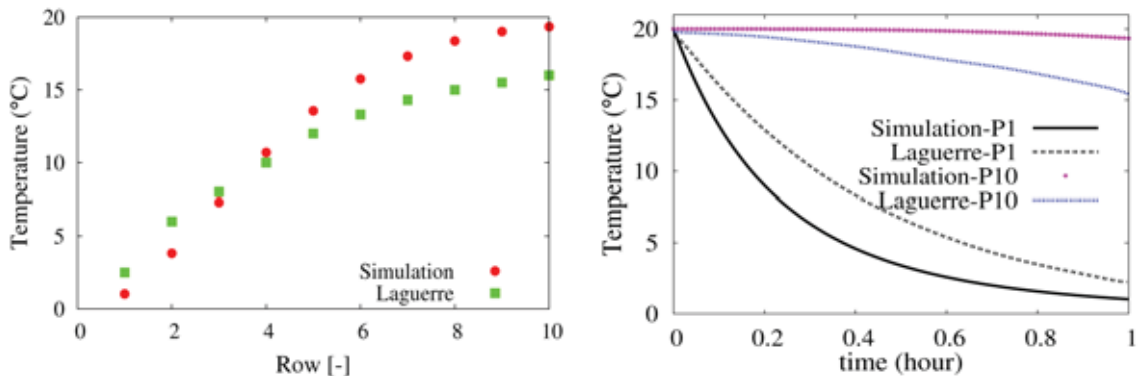 20
15
10
5
0
Temperature (°C)
Simulation
Laguerre
0 2 4 6 8 10
Row [-]
20
15
10
5
0
Temperature (°C)
Simulation-P1
Laguerre-P1
Simulation-P10
Laguerre-P10
0 0.2 0.4 0.6 0.8 1
time (hour)